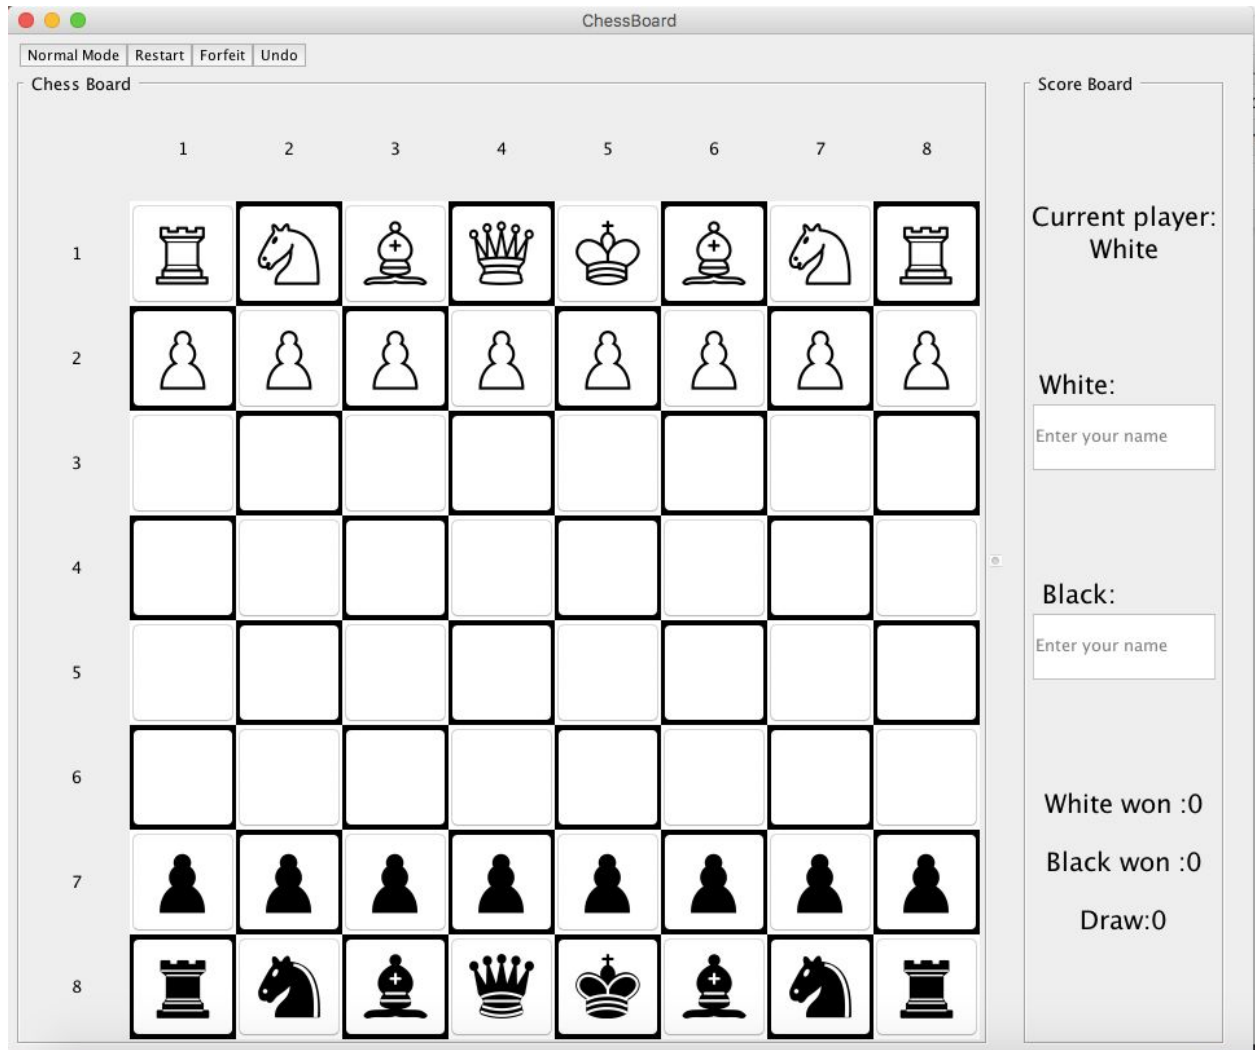 ChessBoard
Normal Mode Restart Forfeit Undo
Chess Board
1 2 3 4 5 6 7 8
1
2
3
4
5
6
7
8
Score Board
Current player:
White
White:
Enter your name
Black:
Enter your name
White won :0
Black won :0
Draw:0